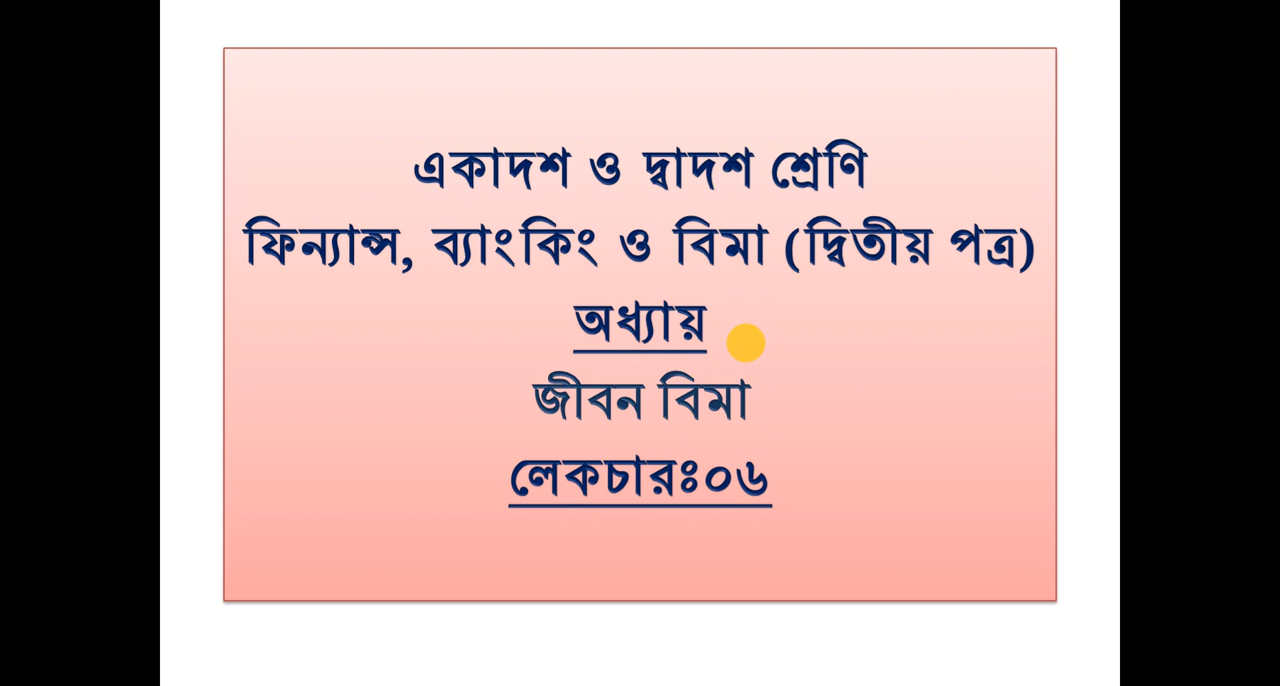 একাদশ ও দ্বাদশ শ্রেণি
ফিন্যান্স, ব্যাংকিং ও বিমা (দ্বিতীয় পত্র)
অধ্যায়
জীবন বিমা
লেকচারঃ০৬